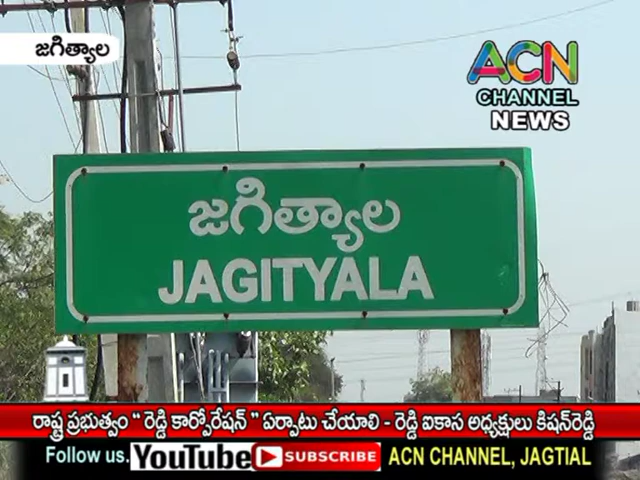 జగిత్యాల
ACN
CHANNEL
NEWS
జగిత్యాల
JAGITYALA
రాష్ట్ర ప్రభుత్వం " రెడ్డి కార్పోరేషన్ " ఏర్పాటు చేయాలి - రెడ్డి ఐకాస అధ్యక్షులు కిషన్‌రెడ్డి
Follow us. YouTube SUBSCRIBE ACN CHANNEL, JAGTIAL